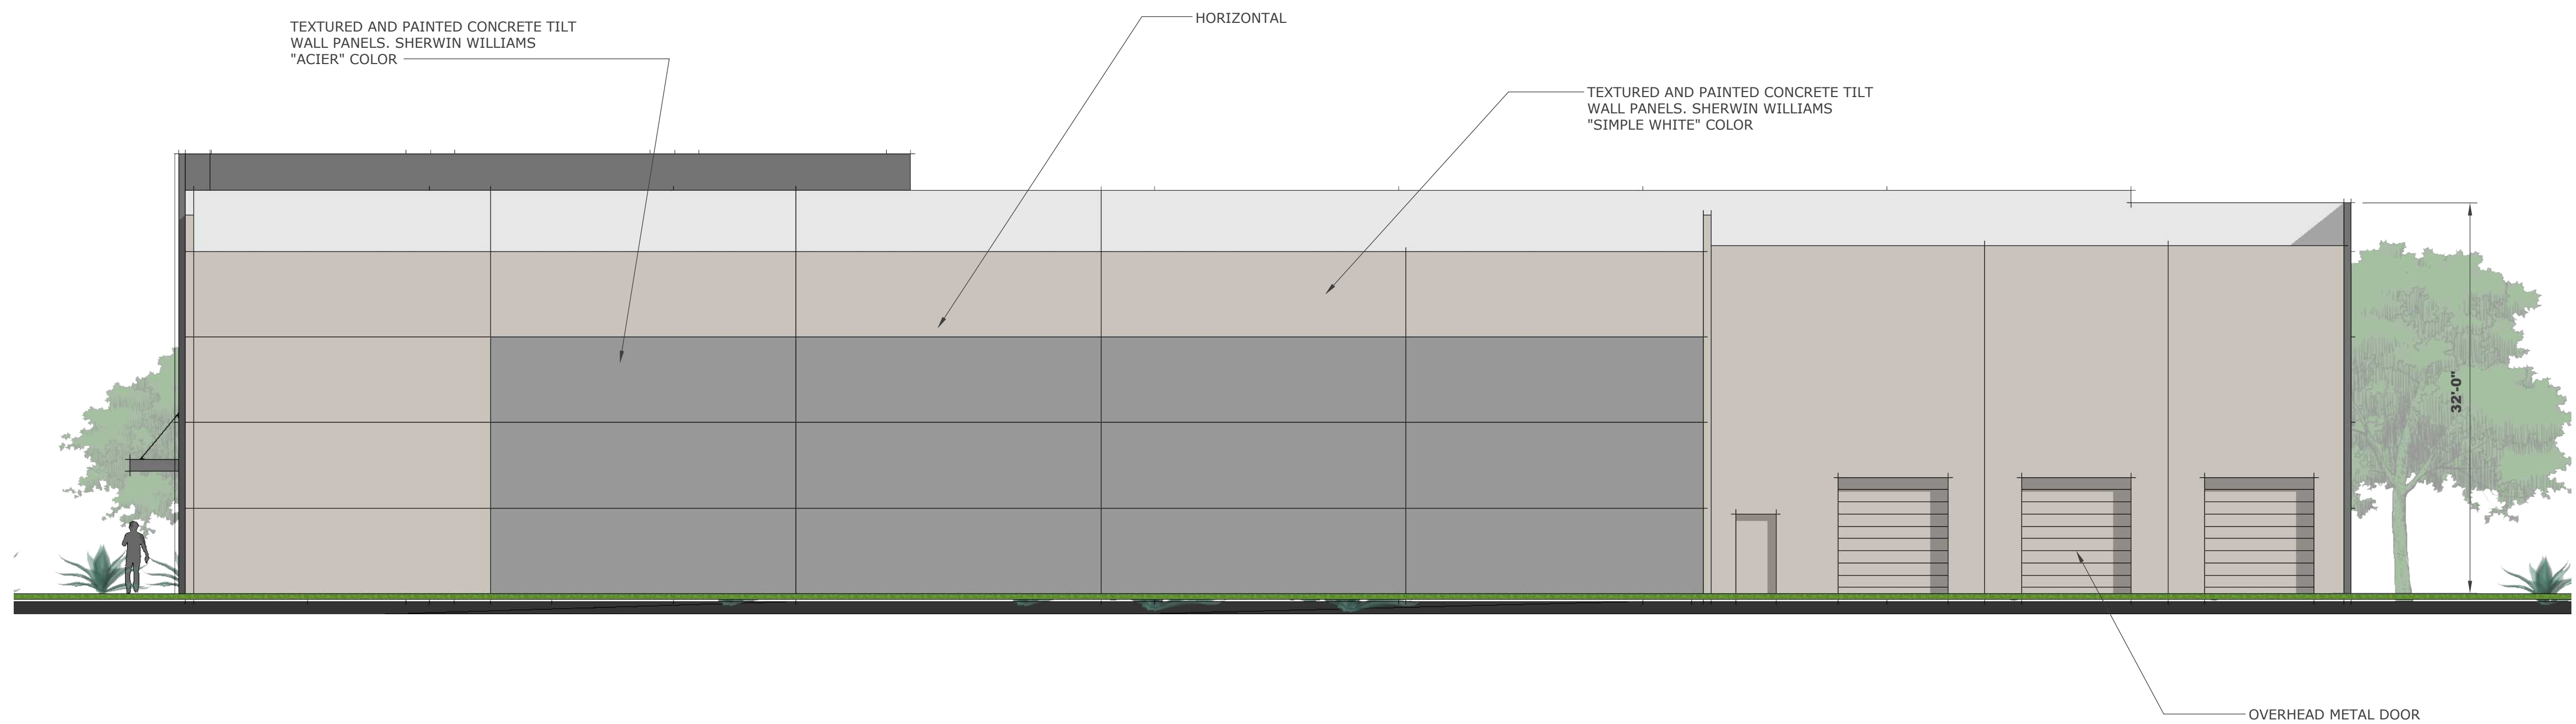 TEXTURED AND PAINTED CONCRETE TILT
WALL PANELS. SHERWIN WILLIAMS
"ACIER" COLOR
HORIZONTAL
TEXTURED AND PAINTED CONCRETE TILT
WALL PANELS. SHERWIN WILLIAMS
"SIMPLE WHITE" COLOR
32'-0"
OVERHEAD METAL DOOR